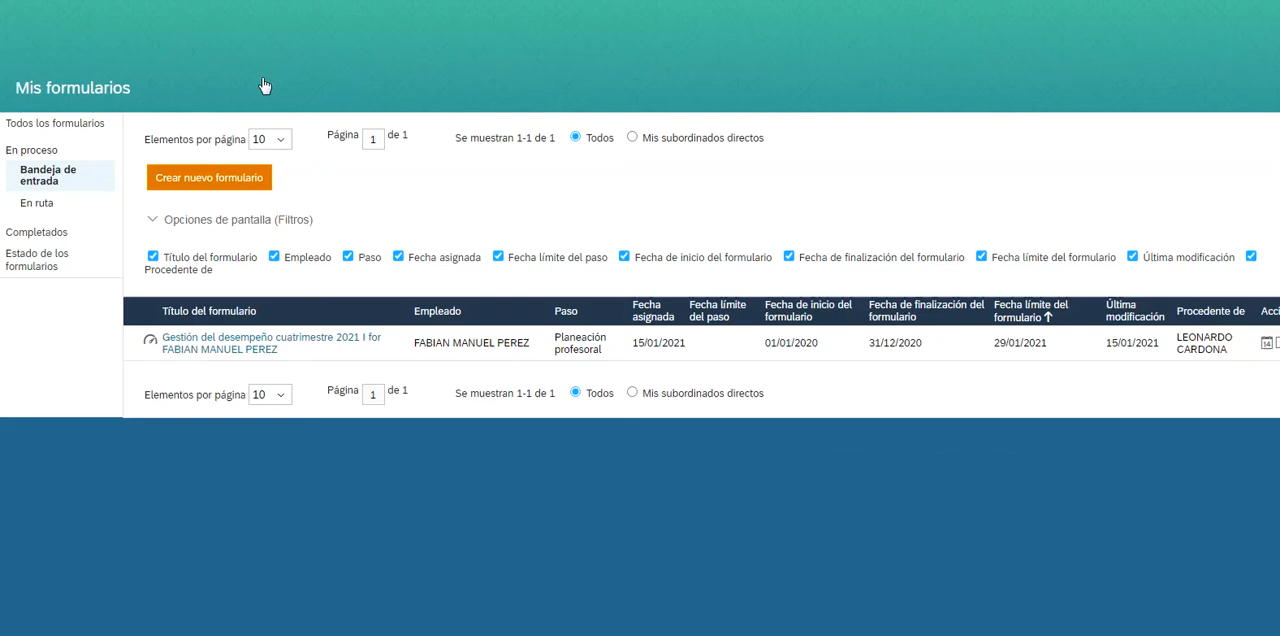 Mis formularios
Todos los formularios
En proceso
Bandeja de
entrada
En ruta
Completados
Estado de los
formularios
Elementos por página 10 Página 1 de 1 Se muestran 1-1 de 1 Todos Mis subordinados directos
Crear nuevo formulario
Opciones de pantalla (Filtros)
Título del formulario Empleado Paso Fecha asignada Fecha límite del paso Fecha de inicio del formulario Fecha de finalización del formulario Fecha límite del formulario Última modificación
Procedente de
Título del formulario Empleado Paso Fecha asignada Fecha límite del paso Fecha de inicio del formulario Fecha de finalización del formulario Fecha límite del formulario Última modificación Procedente de Acci
Gestión del desempeño cuatrimestre 2021 I for FABIAN MANUEL PEREZ FABIAN MANUEL PEREZ Planeación profesoral 15/01/2021 01/01/2020 31/12/2020 29/01/2021 15/01/2021 LEONARDO CARDONA 14
Elementos por página 10 Página 1 de 1 Se muestran 1-1 de 1 Todos Mis subordinados directos